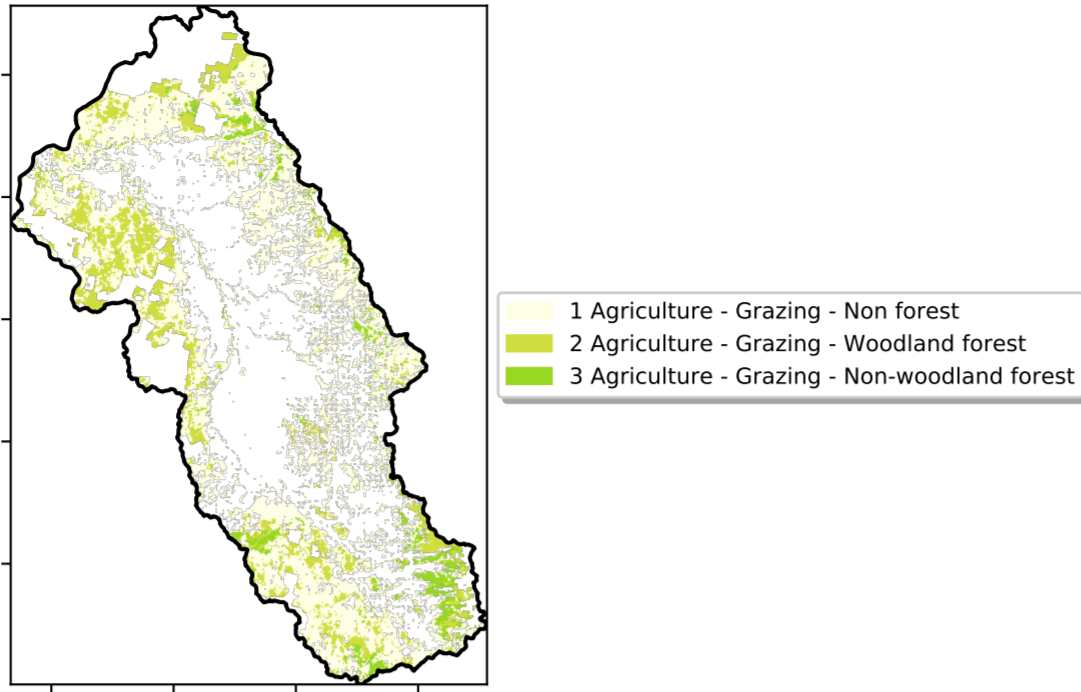 1 Agriculture - Grazing - Non forest
2 Agriculture - Grazing - Woodland forest
3 Agriculture - Grazing - Non-woodland forest